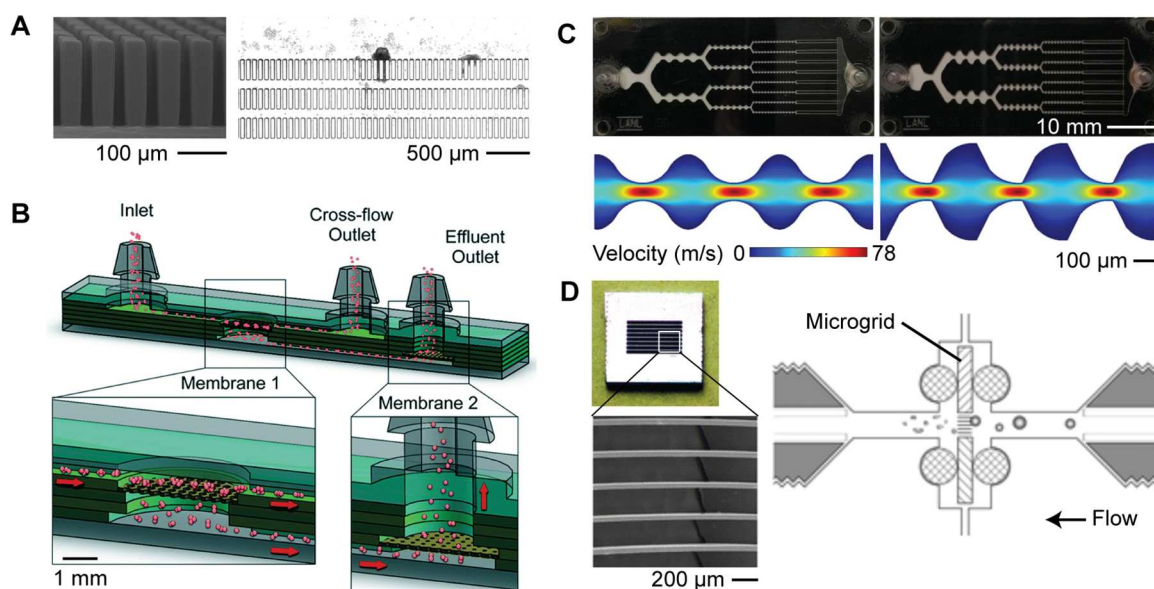 A
100 µm
500 µm
B
Inlet
Cross-flow
Outlet
Effluent
Outlet
Membrane 1
Membrane 2
1 mm
C
LANL
LANL
10 mm
Velocity (m/s) 0 78
100 µm
D
Microgrid
Flow
200 µm